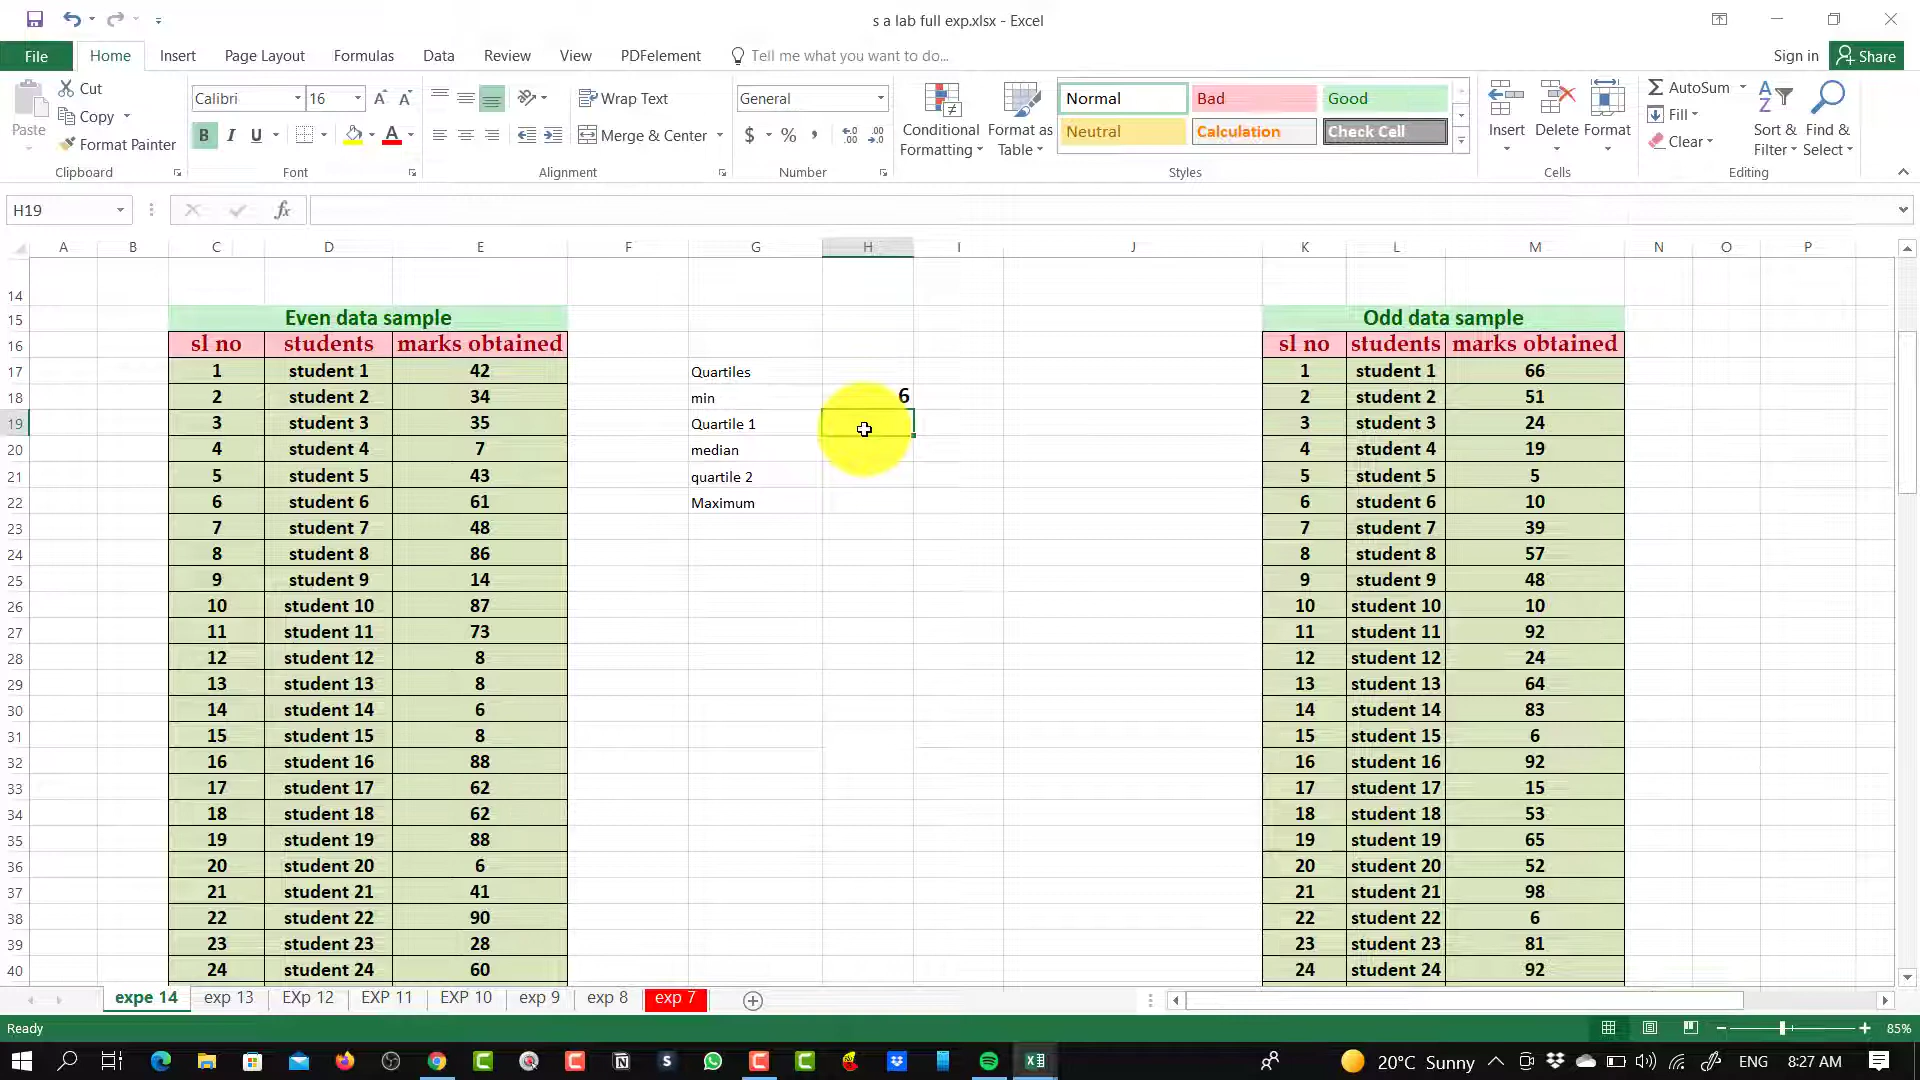 s a lab full exp.xlsx - Excel
File Home Insert Page Layout Formulas Data Review View PDFelement Tell me what you want to do... Sign in Share
Paste
Cut
Copy
Format Painter
Clipboard
Calibri 16
B I U
Font
Wrap Text
Merge & Center
Alignment
General
$ % ,
Number
Conditional Formatting
Format as Table
Normal Bad Good
Neutral Calculation Check Cell
Styles
Insert Delete Format
Cells
AutoSum
Fill
Clear
Sort & Filter
Find & Select
Editing
H19 fx
A B C D E F G H I J K L M N O P
14
15 Even data sample Odd data sample
16 sl no students marks obtained sl no students marks obtained
17 1 student 1 42 Quartiles 1 student 1 66
18 2 student 2 34 min 6 2 student 2 51
19 3 student 3 35 Quartile 1 3 student 3 24
20 4 student 4 7 median 4 student 4 19
21 5 student 5 43 quartile 2 5 student 5 5
22 6 student 6 61 Maximum 6 student 6 10
23 7 student 7 48 7 student 7 39
24 8 student 8 86 8 student 8 57
25 9 student 9 14 9 student 9 48
26 10 student 10 87 10 student 10 10
27 11 student 11 73 11 student 11 92
28 12 student 12 8 12 student 12 24
29 13 student 13 8 13 student 13 64
30 14 student 14 6 14 student 14 83
31 15 student 15 8 15 student 15 6
32 16 student 16 88 16 student 16 92
33 17 student 17 62 17 student 17 15
34 18 student 18 62 18 student 18 53
35 19 student 19 88 19 student 19 65
36 20 student 20 6 20 student 20 52
37 21 student 21 41 21 student 21 98
38 22 student 22 90 22 student 22 6
39 23 student 23 28 23 student 23 81
40 24 student 24 60 24 student 24 92
expe 14 exp 13 EXp 12 EXP 11 EXP 10 exp 9 exp 8 exp 7
Ready 85%
20°C Sunny ENG 8:27 AM